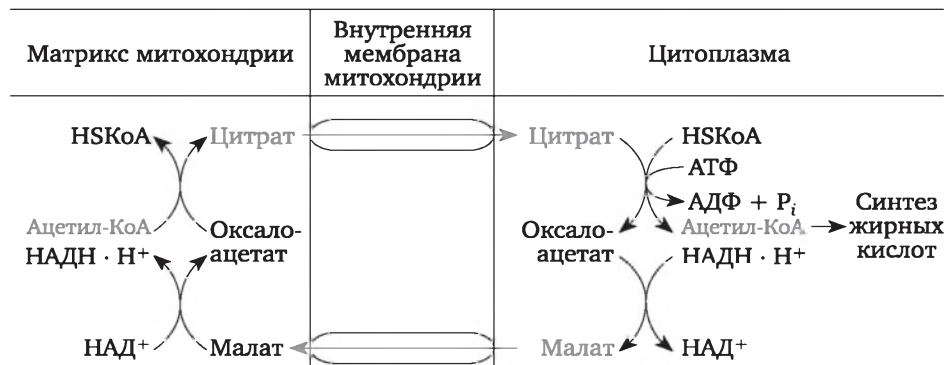 Матрикс митохондрии
Внутренняя
мембрана
митохондрии
Цитоплазма
HSKoA
Цитрат
Цитрат
HSKoA
АТФ
АДФ + Pi
Ацетил-КоА
Оксало-
ацетат
Оксало-
ацетат
Ацетил-КоА
Синтез
жирных
кислот
НАДН · Н+
НАДН · Н+
НАД+
Малат
Малат
НАД+